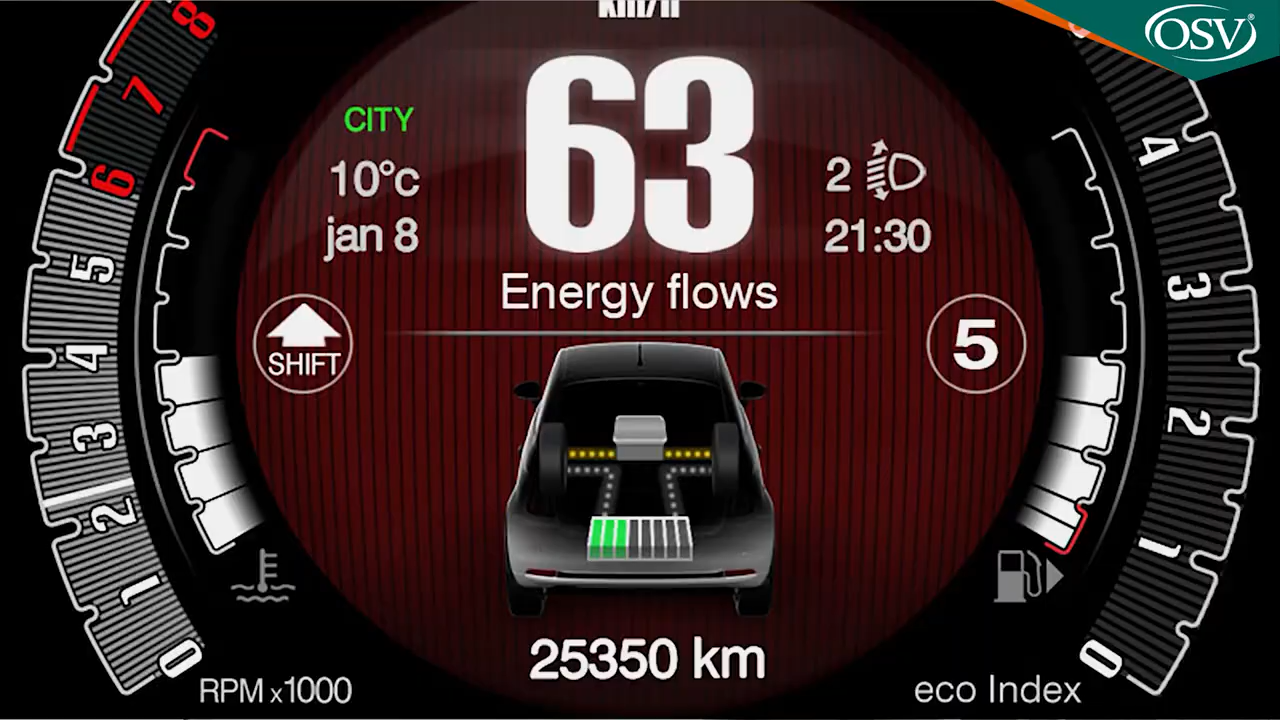 km/h
OSV®
63
CITY
10°c
jan 8
2
21:30
Energy flows
SHIFT
5
25350 km
8
7
6
5
4
3
2
1
0
RPM x1000
4
3
2
1
0
eco Index